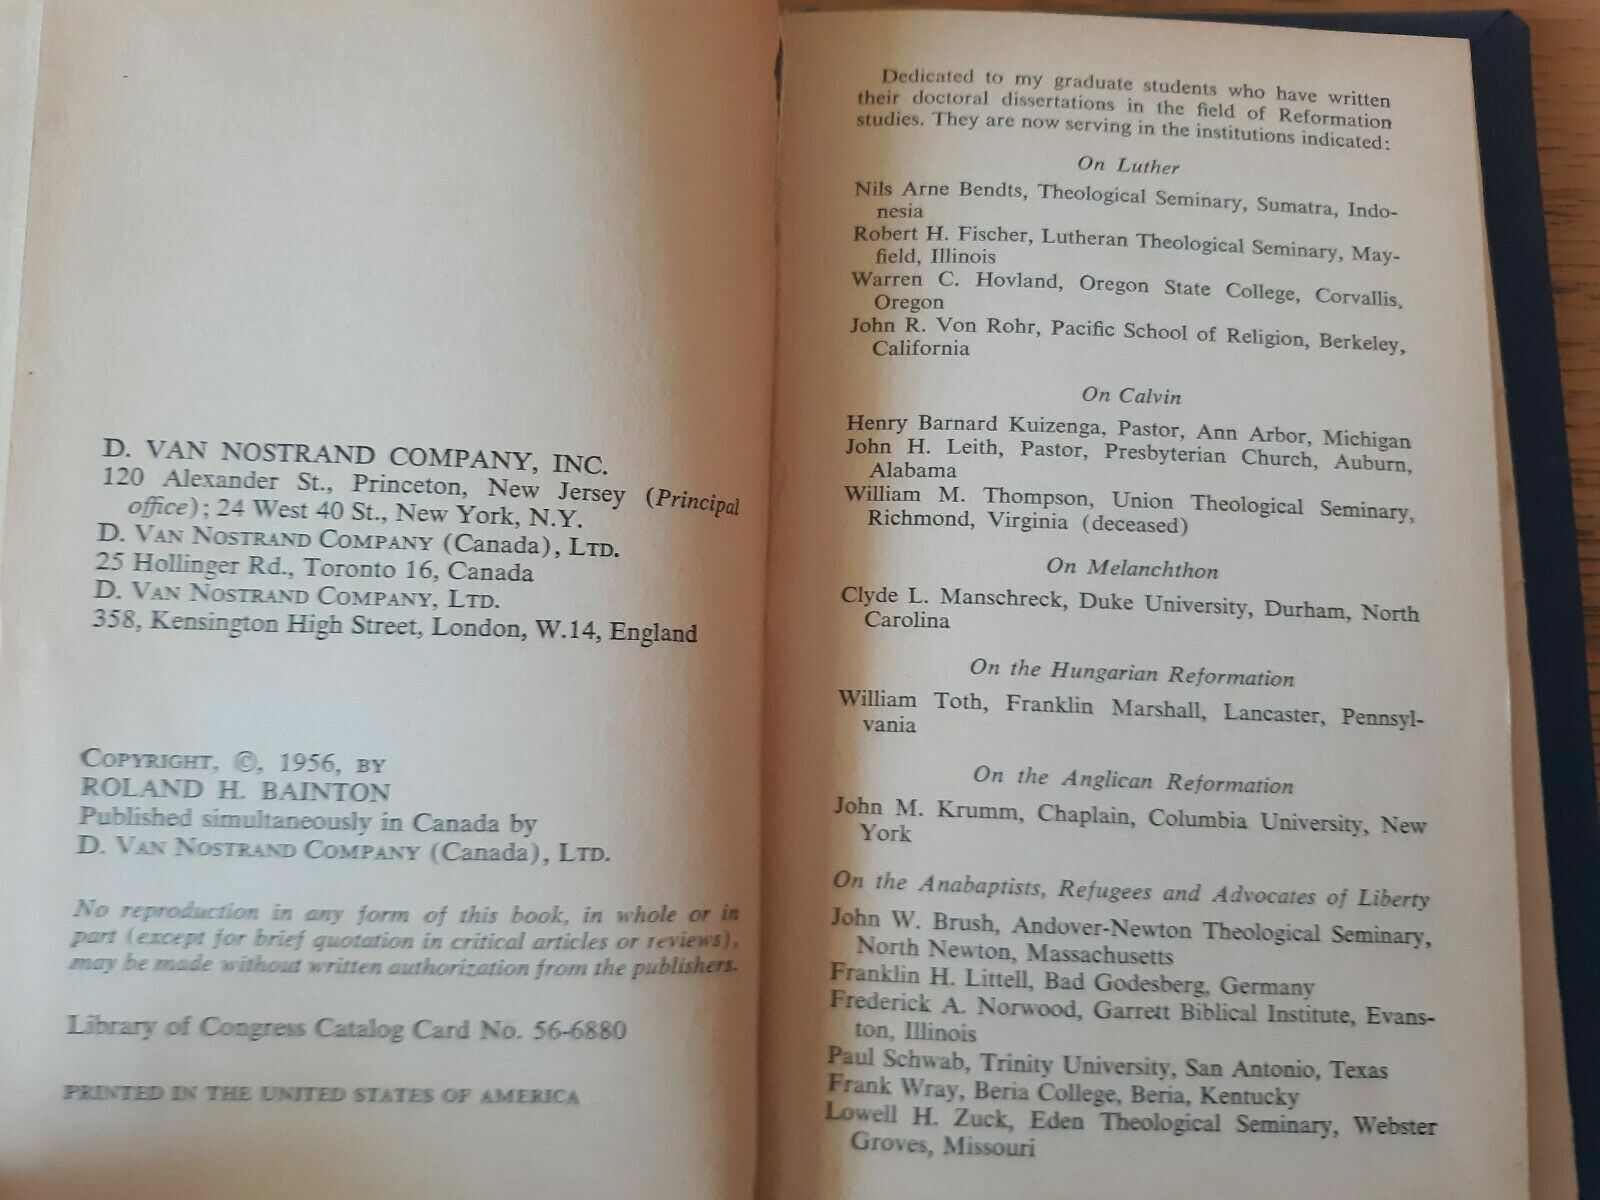 D. VAN NOSTRAND COMPANY, INC.
120 Alexander St., Princeton, New Jersey (Principal
office); 24 West 40 St., New York, N.Y.
D. VAN NOSTRAND COMPANY (Canada), LTD.
25 Hollinger Rd., Toronto 16, Canada
D. VAN NOSTRAND COMPANY, LTD.
358, Kensington High Street, London, W.14, England
COPYRIGHT, ©, 1956, BY
ROLAND H. BAINTON
Published simultaneously in Canada by
D. VAN NOSTRAND COMPANY (Canada), LTD.
No reproduction in any form of this book, in whole or in
part (except for brief quotation in critical articles or reviews),
may be made without written authorization from the publishers.
Library of Congress Catalog Card No. 56-6880
PRINTED IN THE UNITED STATES OF AMERICA
Dedicated to my graduate students who have written
their doctoral dissertations in the field of Reformation
studies. They are now serving in the institutions indicated:
On Luther
Nils Arne Bendts, Theological Seminary, Sumatra, Indo-
nesia
Robert H. Fischer, Lutheran Theological Seminary, May-
field, Illinois
Warren C. Hovland, Oregon State College, Corvallis,
Oregon
John R. Von Rohr, Pacific School of Religion, Berkeley,
California
On Calvin
Henry Barnard Kuizenga, Pastor, Ann Arbor, Michigan
John H. Leith, Pastor, Presbyterian Church, Auburn,
Alabama
William M. Thompson, Union Theological Seminary,
Richmond, Virginia (deceased)
On Melanchthon
Clyde L. Manschreck, Duke University, Durham, North
Carolina
On the Hungarian Reformation
William Toth, Franklin Marshall, Lancaster, Pennsyl-
vania
On the Anglican Reformation
John M. Krumm, Chaplain, Columbia University, New
York
On the Anabaptists, Refugees and Advocates of Liberty
John W. Brush, Andover-Newton Theological Seminary,
North Newton, Massachusetts
Franklin H. Littell, Bad Godesberg, Germany
Frederick A. Norwood, Garrett Biblical Institute, Evans-
ton, Illinois
Paul Schwab, Trinity University, San Antonio, Texas
Frank Wray, Beria College, Beria, Kentucky
Lowell H. Zuck, Eden Theological Seminary, Webster
Groves, Missouri